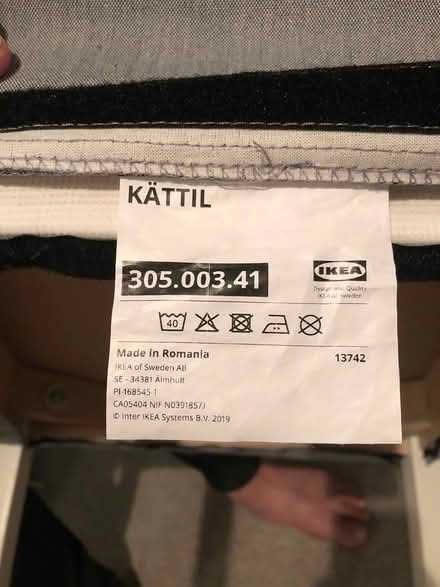 KÄTTIL
305.003.41
IKEA
Design and Quality
IKEA of Sweden
40
Made in Romania
13742
IKEA of Sweden AB
SE - 34381 Älmhult
PI-168545-1
CA05404 NIF N0391857J
© Inter IKEA Systems B.V. 2019